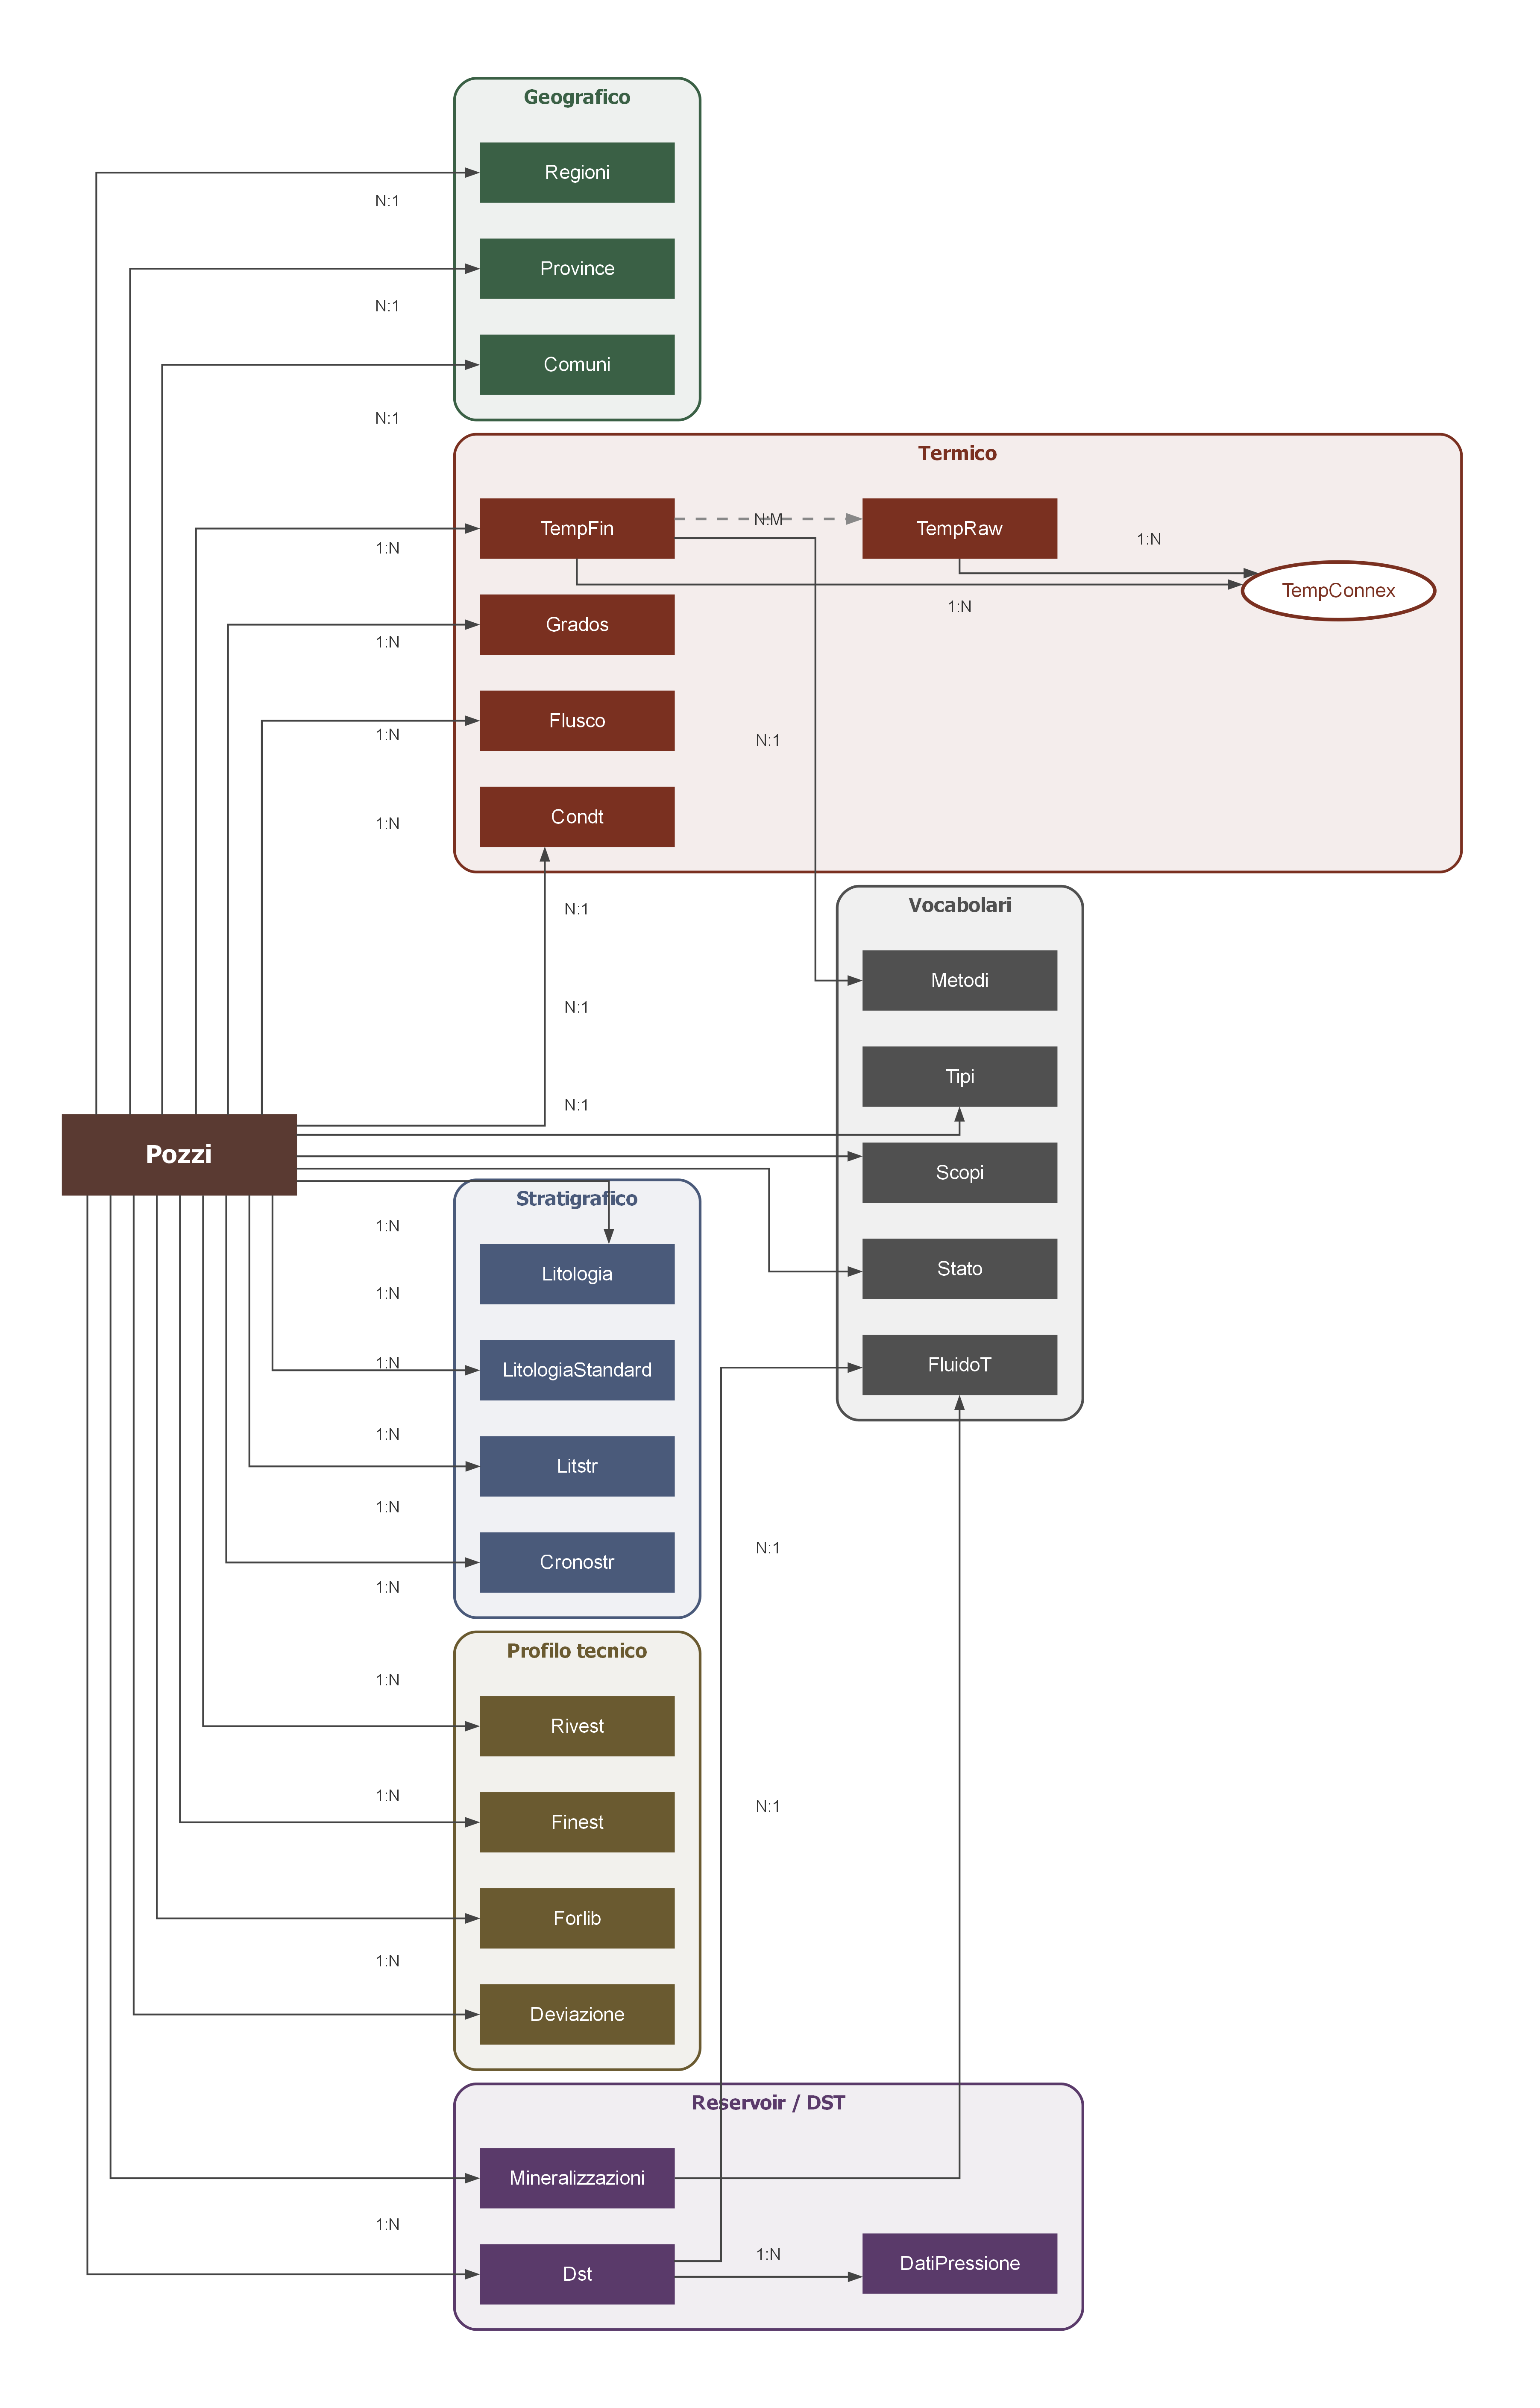 Geografico
Regioni
N:1
Province
N:1
Comuni
N:1
Termico
TempFin
N:M
TempRaw
1:N
1:N
TempConnex
1:N
Grados
1:N
Flusco
1:N
N:1
Condt
1:N
N:1
Vocabolari
Metodi
N:1
Tipi
N:1
Pozzi
Scopi
Stratigrafico
1:N
Litologia
Stato
1:N
LitologiaStandard
1:N
FluidoT
1:N
Litstr
1:N
N:1
Cronostr
1:N
Profilo tecnico
1:N
Rivest
1:N
N:1
Finest
Forlib
1:N
Deviazione
Reservoir / DST
Mineralizzazioni
1:N
1:N
DatiPressione
Dst